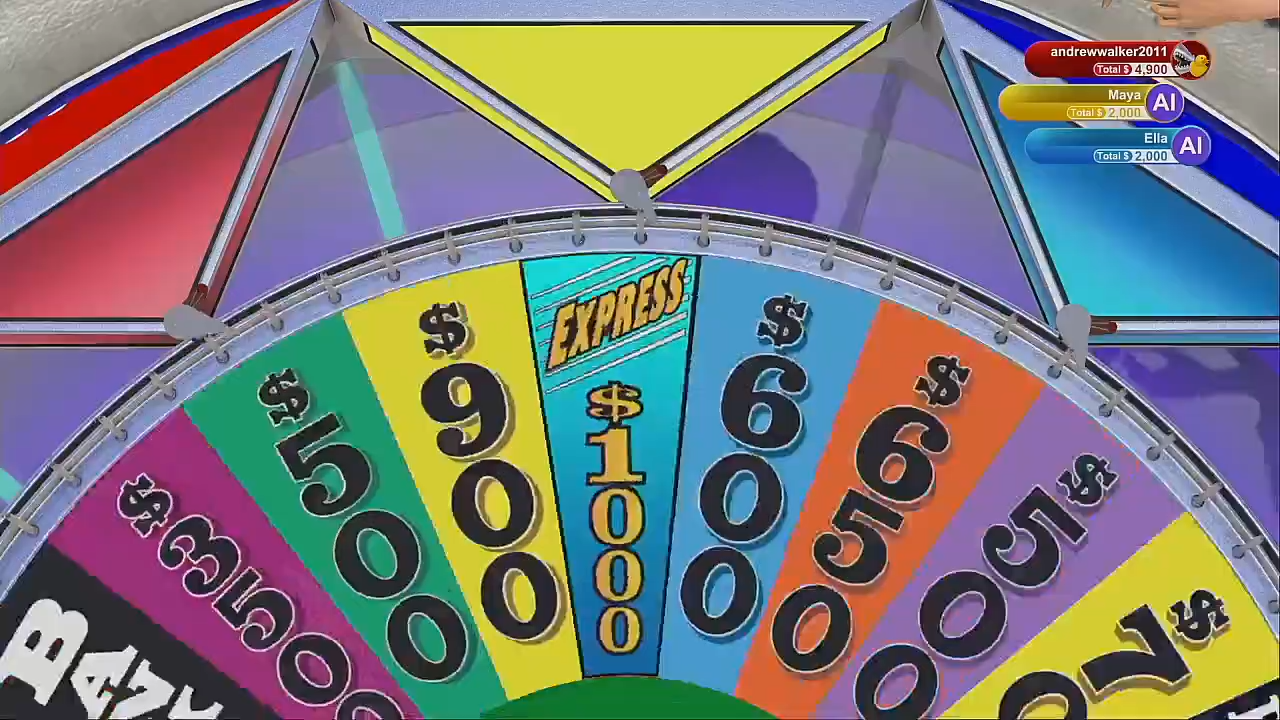 andrewwalker2011
Total $ 4,900
Maya
AI
Total $ 2,000
Ella
AI
Total $ 2,000
$3500
$500
$900
EXPRESS
$1000
$600
$650
$500